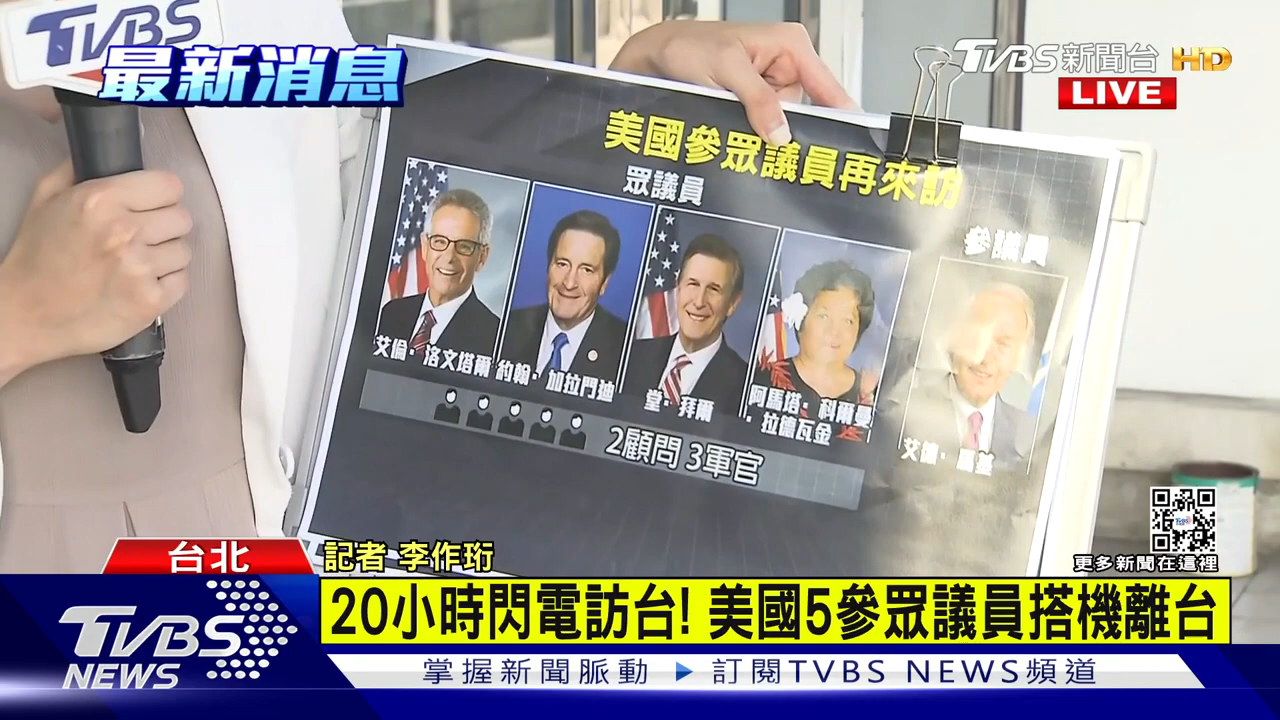 TVBS
最新消息
TVBS新聞台 HD
LIVE
美國參眾議員再來訪
眾議員
參議員
艾倫·洛文塔爾
約翰·加拉門迪
堂·拜爾
阿馬塔·科爾曼
·拉德瓦金
艾德·馬基
2顧問 3軍官
更多新聞在這裡
台北
記者 李作珩
20小時閃電訪台! 美國5參眾議員搭機離台
TVBS
NEWS
掌握新聞脈動 ▶ 訂閱TVBS NEWS頻道